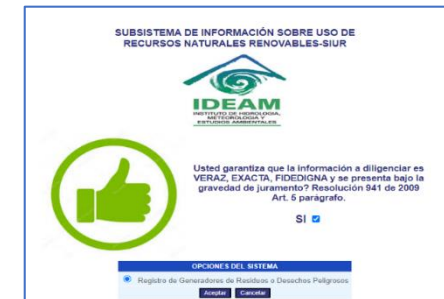 SUBSISTEMA DE INFORMACIÓN SOBRE USO DE
RECURSOS NATURALES RENOVABLES-SIUR
IDEAM
INSTITUTO DE HIDROLOGIA,
METEOROLOGIA Y
ESTUDIOS AMBIENTALES
Usted garantiza que la información a diligenciar es
VERAZ, EXACTA, FIDEDIGNA y se presenta bajo la
gravedad de juramento? Resolución 941 de 2009
Art. 5 parágrafo.
SI
OPCIONES DEL SISTEMA
Registro de Generadores de Residuos o Desechos Peligrosos
Aceptar Cancelar